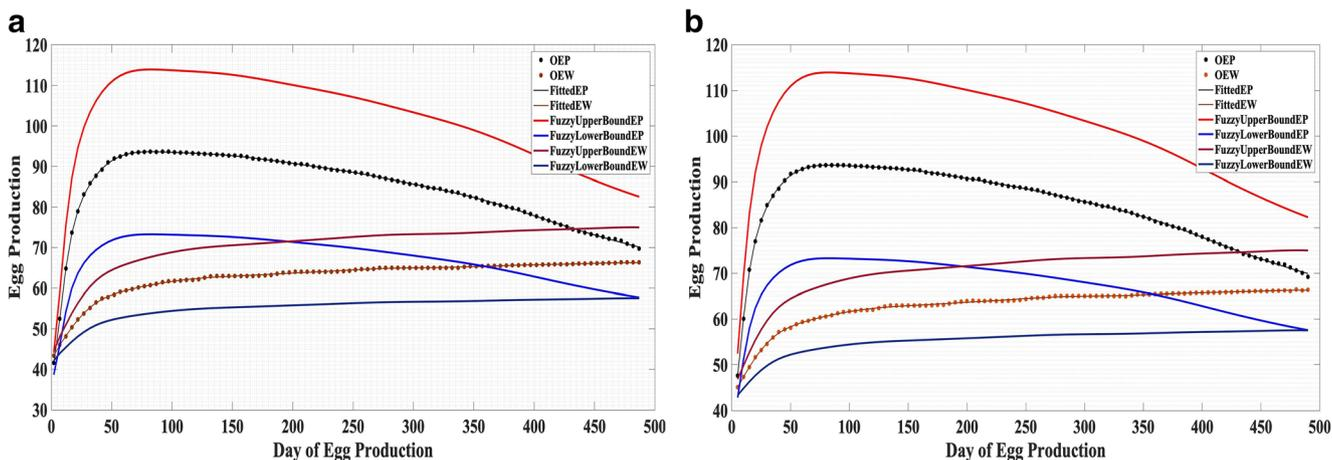 a
120
110
100
90
80
70
60
50
40
30
Egg Production
0 50 100 150 200 250 300 350 400 450 500
Day of Egg Production
OEP
OEW
FittedEP
FittedEW
FuzzyUpperBoundEP
FuzzyLowerBoundEP
FuzzyUpperBoundEW
FuzzyLowerBoundEW
b
120
110
100
90
80
70
60
50
40
Egg Production
0 50 100 150 200 250 300 350 400 450 500
Day of Egg Production
OEP
OEW
FittedEP
FittedEW
FuzzyUpperBoundEP
FuzzyLowerBoundEP
FuzzyUpperBoundEW
FuzzyLowerBoundEW